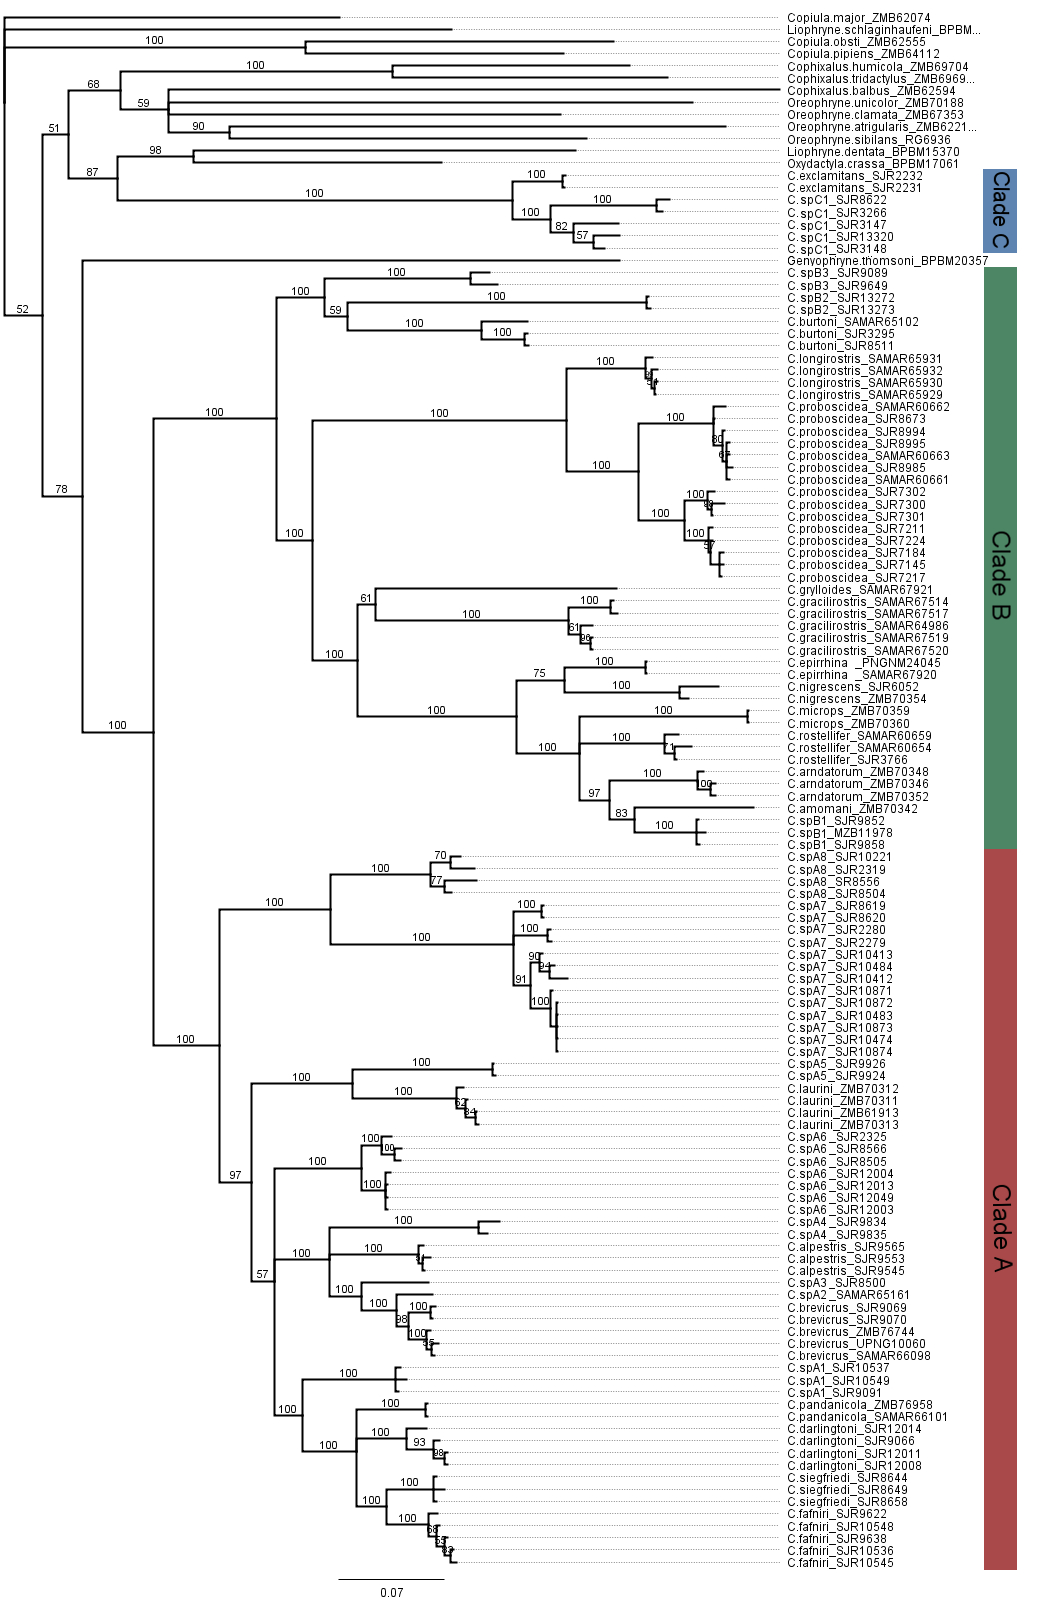 Copiula.major_ZMB62074
Liophryne.schlaginhaufeni_BPBM...
100
Copiula.obsti_ZMB62555
Copiula.pipiens_ZMB64112
100
Cophixalus.humicola_ZMB69704
Cophixalus.tridactylus_ZMB6969...
68
Cophixalus.balbus_ZMB62594
59
Oreophryne.unicolor_ZMB70188
Oreophryne.clamata_ZMB67353
90
Oreophryne.atrigularis_ZMB6221...
51
Oreophryne.sibilans_RG6936
98
Liophryne.dentata_BPBM15370
Oxydactyla.crassa_BPBM17061
87
100
C.exclamitans_SJR2232
C.exclamitans_SJR2231
100
100
C.spC1_SJR8622
100
C.spC1_SJR3266
82
C.spC1_SJR3147
57
C.spC1_SJR13320
C.spC1_SJR3148
Clade C
Genyophryne.thomsoni_BPBM20357
100
C.spB3_SJR9089
C.spB3_SJR9649
100
100
C.spB2_SJR13272
C.spB2_SJR13273
52
59
100
C.burtoni_SAMAR65102
100
C.burtoni_SJR3295
C.burtoni_SJR8511
100
C.longirostris_SAMAR65931
C.longirostris_SAMAR65932
C.longirostris_SAMAR65930
C.longirostris_SAMAR65929
100
100
C.proboscidea_SAMAR60662
100
C.proboscidea_SJR8673
C.proboscidea_SJR8994
80
C.proboscidea_SJR8995
C.proboscidea_SAMAR60663
100
C.proboscidea_SJR8985
C.proboscidea_SAMAR60661
78
100
C.proboscidea_SJR7302
C.proboscidea_SJR7300
100
C.proboscidea_SJR7301
C.proboscidea_SJR7211
100
100
C.proboscidea_SJR7224
C.proboscidea_SJR7184
C.proboscidea_SJR7145
C.proboscidea_SJR7217
Clade B
61
C.grylloides_SAMAR67921
100
C.gracilirostris_SAMAR67514
100
C.gracilirostris_SAMAR67517
61
C.gracilirostris_SAMAR64986
96
C.gracilirostris_SAMAR67519
C.gracilirostris_SAMAR67520
100
100
C.epirrhina _PNGNM24045
75
C.epirrhina _SAMAR67920
100
C.nigrescens_SJR6052
C.nigrescens_ZMB70354
100
100
C.microps_ZMB70359
C.microps_ZMB70360
100
100
C.rostellifer_SAMAR60659
71
C.rostellifer_SAMAR60654
100
C.rostellifer_SJR3766
100
C.arndatorum_ZMB70348
100
C.arndatorum_ZMB70346
97
C.arndatorum_ZMB70352
C.amomani_ZMB70342
83
C.spB1_SJR9852
100
C.spB1_MZB11978
C.spB1_SJR9858
70
C.spA8_SJR10221
100
C.spA8_SJR2319
77
C.spA8_SR8556
C.spA8_SJR8504
100
100
C.spA7_SJR8619
C.spA7_SJR8620
100
C.spA7_SJR2280
100
C.spA7_SJR2279
90
C.spA7_SJR10413
94
C.spA7_SJR10484
91
C.spA7_SJR10412
C.spA7_SJR10871
100
C.spA7_SJR10872
C.spA7_SJR10483
C.spA7_SJR10873
100
C.spA7_SJR10474
C.spA7_SJR10874
100
C.spA5_SJR9926
100
C.spA5_SJR9924
100
C.laurini_ZMB70312
62
C.laurini_ZMB70311
84
C.laurini_ZMB61913
C.laurini_ZMB70313
100
C.spA6_SJR2325
C.spA6_SJR8566
100
C.spA6_SJR8505
97
C.spA6_SJR12004
100
C.spA6_SJR12013
C.spA6_SJR12049
C.spA6_SJR12003
100
C.spA4_SJR9834
C.spA4_SJR9835
100
100
C.alpestris_SJR9565
C.alpestris_SJR9553
C.alpestris_SJR9545
57
C.spA3_SJR8500
100
C.spA2_SAMAR65161
100
100
C.brevicrus_SJR9069
98
C.brevicrus_SJR9070
100
C.brevicrus_ZMB76744
C.brevicrus_UPNG10060
C.brevicrus_SAMAR66098
Clade A
100
C.spA1_SJR10537
C.spA1_SJR10549
C.spA1_SJR9091
100
C.pandanicola_ZMB76958
100
C.pandanicola_SAMAR66101
100
C.darlingtoni_SJR12014
93
C.darlingtoni_SJR9066
100
98
C.darlingtoni_SJR12011
C.darlingtoni_SJR12008
C.siegfriedi_SJR8644
100
C.siegfriedi_SJR8649
100
C.siegfriedi_SJR8658
100
C.fafniri_SJR9622
C.fafniri_SJR10548
C.fafniri_SJR9638
C.fafniri_SJR10536
C.fafniri_SJR10545
0.07